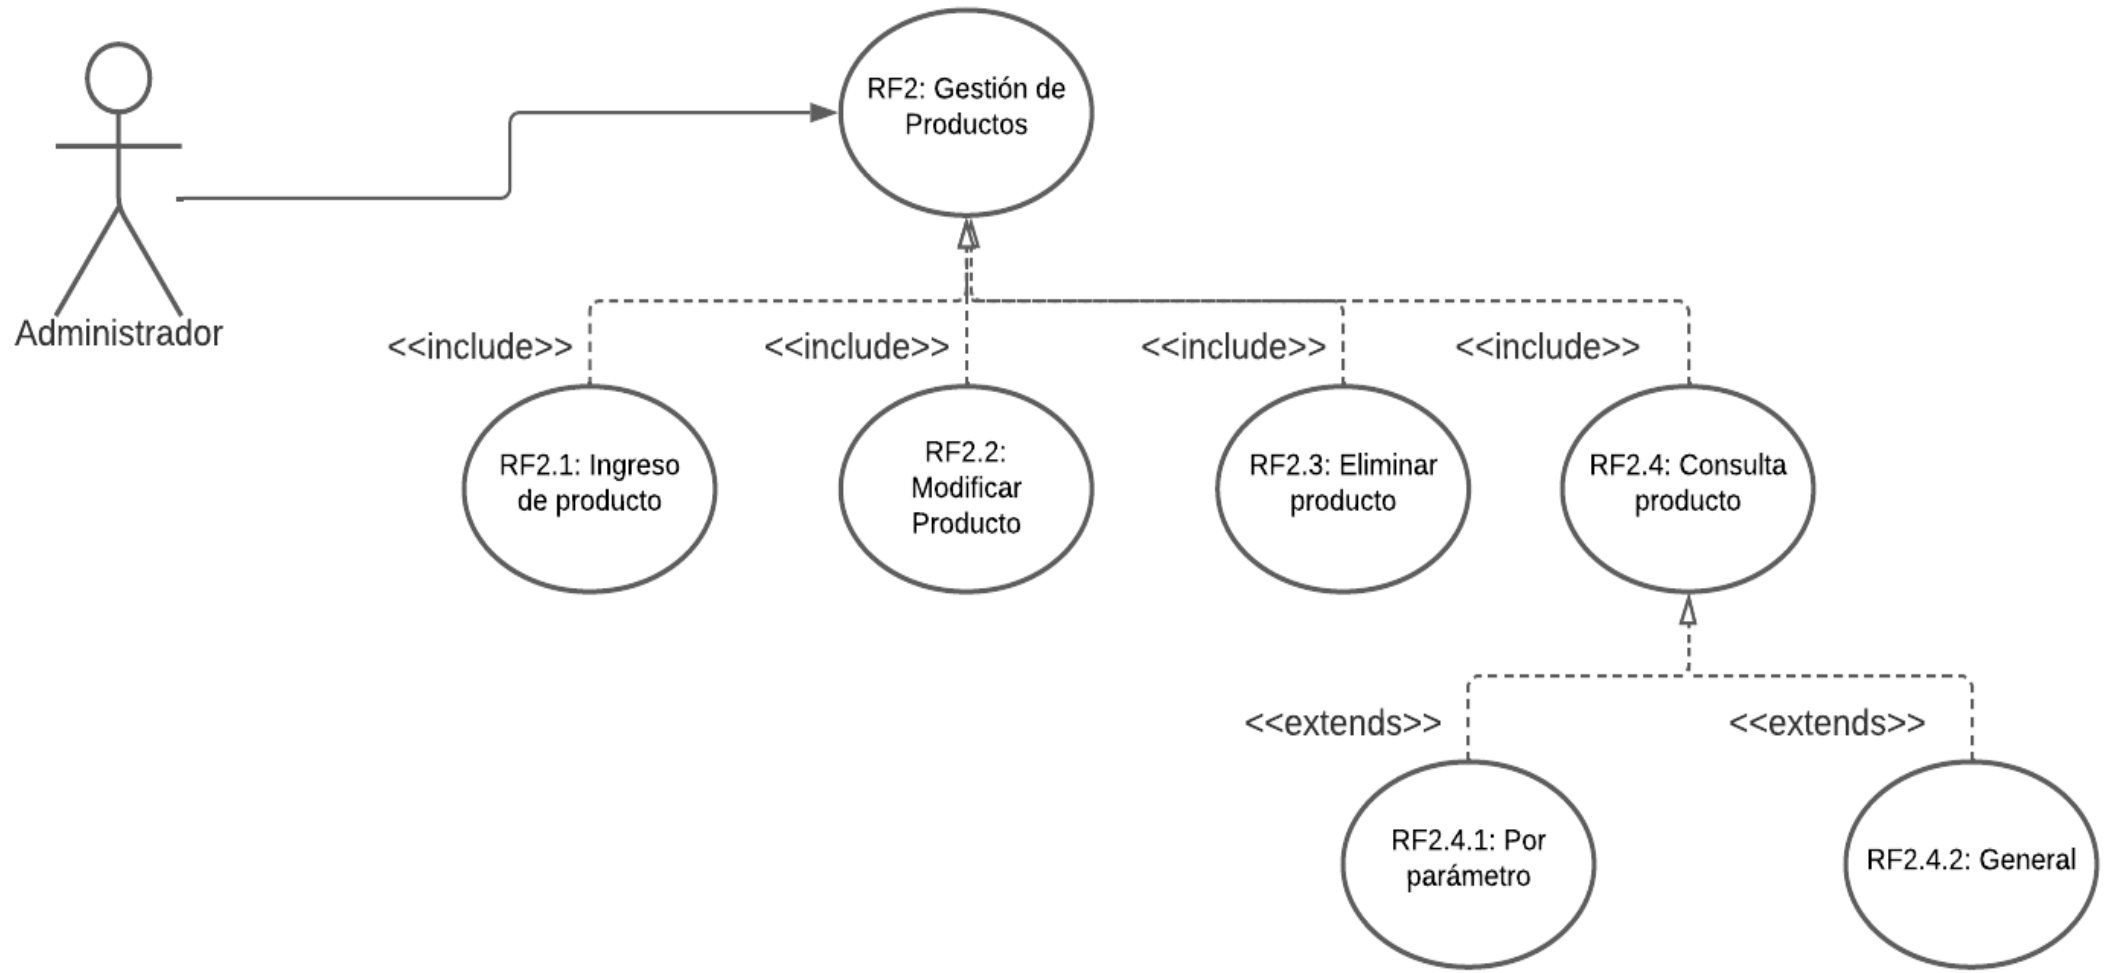 RF2: Gestión de
Productos
Administrador
<<include>>
<<include>>
<<include>>
<<include>>
RF2.1: Ingreso
de producto
RF2.2:
Modificar
Producto
RF2.3: Eliminar
producto
RF2.4: Consulta
producto
<<extends>>
<<extends>>
RF2.4.1: Por
parámetro
RF2.4.2: General